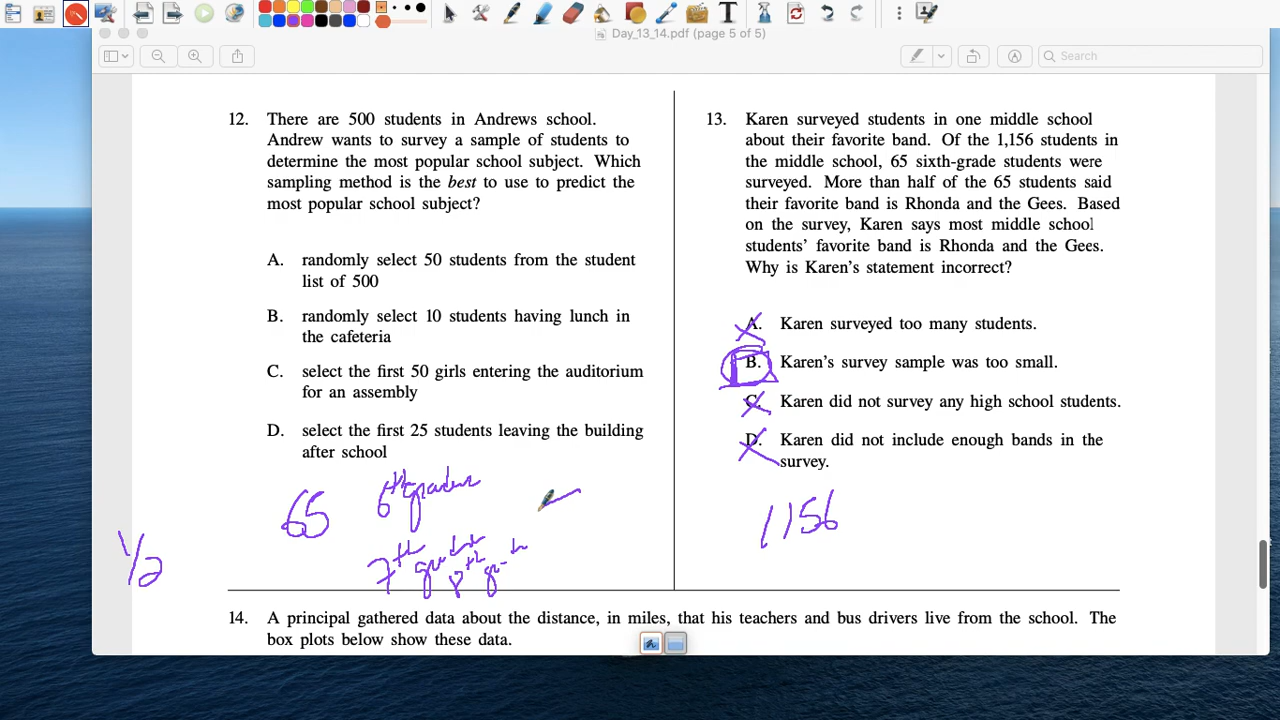 Day_13_14.pdf (page 5 of 5)
Search
12. There are 500 students in Andrews school.
Andrew wants to survey a sample of students to
determine the most popular school subject. Which
sampling method is the best to use to predict the
most popular school subject?
A. randomly select 50 students from the student
list of 500
B. randomly select 10 students having lunch in
the cafeteria
C. select the first 50 girls entering the auditorium
for an assembly
D. select the first 25 students leaving the building
after school
65 6th graders
7th
8th
1/2
13. Karen surveyed students in one middle school
about their favorite band. Of the 1,156 students in
the middle school, 65 sixth-grade students were
surveyed. More than half of the 65 students said
their favorite band is Rhonda and the Gees. Based
on the survey, Karen says most middle school
students' favorite band is Rhonda and the Gees.
Why is Karen's statement incorrect?
A. Karen surveyed too many students.
B. Karen's survey sample was too small.
C. Karen did not survey any high school students.
D. Karen did not include enough bands in the
survey.
1156
14. A principal gathered data about the distance, in miles, that his teachers and bus drivers live from the school. The
box plots below show these data.